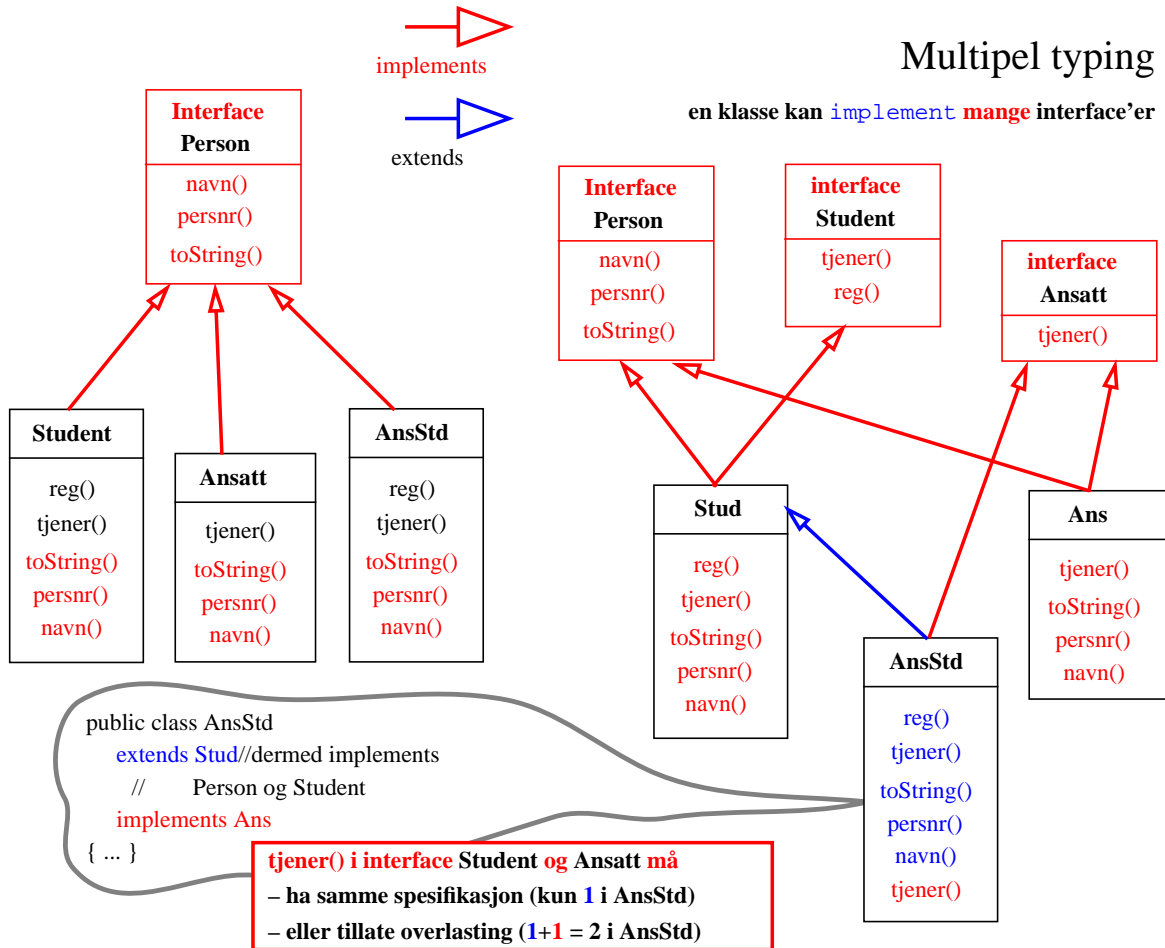 implements
extends
Multipel typing
en klasse kan implement mange interface’er
Interface
Person
navn()
persnr()
toString()
Student
reg()
tjener()
toString()
persnr()
navn()
Ansatt
tjener()
toString()
persnr()
navn()
AnsStd
reg()
tjener()
toString()
persnr()
navn()
Interface
Person
navn()
persnr()
toString()
interface
Student
tjener()
reg()
interface
Ansatt
tjener()
Stud
reg()
tjener()
toString()
persnr()
navn()
Ans
tjener()
toString()
persnr()
navn()
AnsStd
reg()
tjener()
toString()
persnr()
navn()
tjener()
public class AnsStd
extends Stud//dermed implements
// Person og Student
implements Ans
{ ... }
tjener() i interface Student og Ansatt må
– ha samme spesifikasjon (kun 1 i AnsStd)
– eller tillate overlasting (1+1 = 2 i AnsStd)